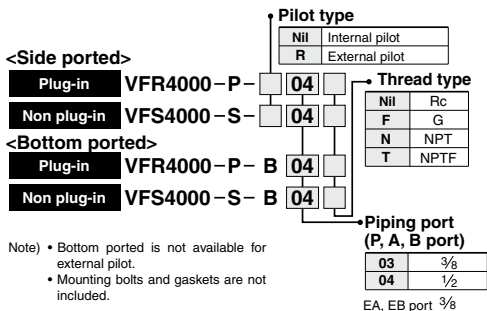 Pilot type
Nil Internal pilot
R External pilot
<Side ported>
Plug-in VFR4000-P- 04
Non plug-in VFS4000-S- 04
Thread type
Nil Rc
F G
N NPT
T NPTF
<Bottom ported>
Plug-in VFR4000-P- B 04
Non plug-in VFS4000-S- B 04
Piping port
(P, A, B port)
03 3/8
04 1/2
EA, EB port 3/8
Note) • Bottom ported is not available for
external pilot.
• Mounting bolts and gaskets are not
included.